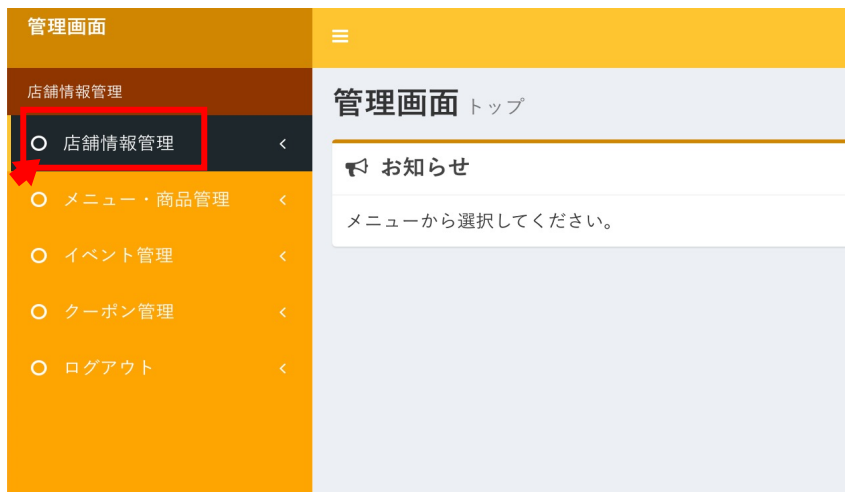 管理画面
店舗情報管理
店舗情報管理
メニュー・商品管理
イベント管理
クーポン管理
ログアウト
管理画面 トップ
お知らせ
メニューから選択してください。